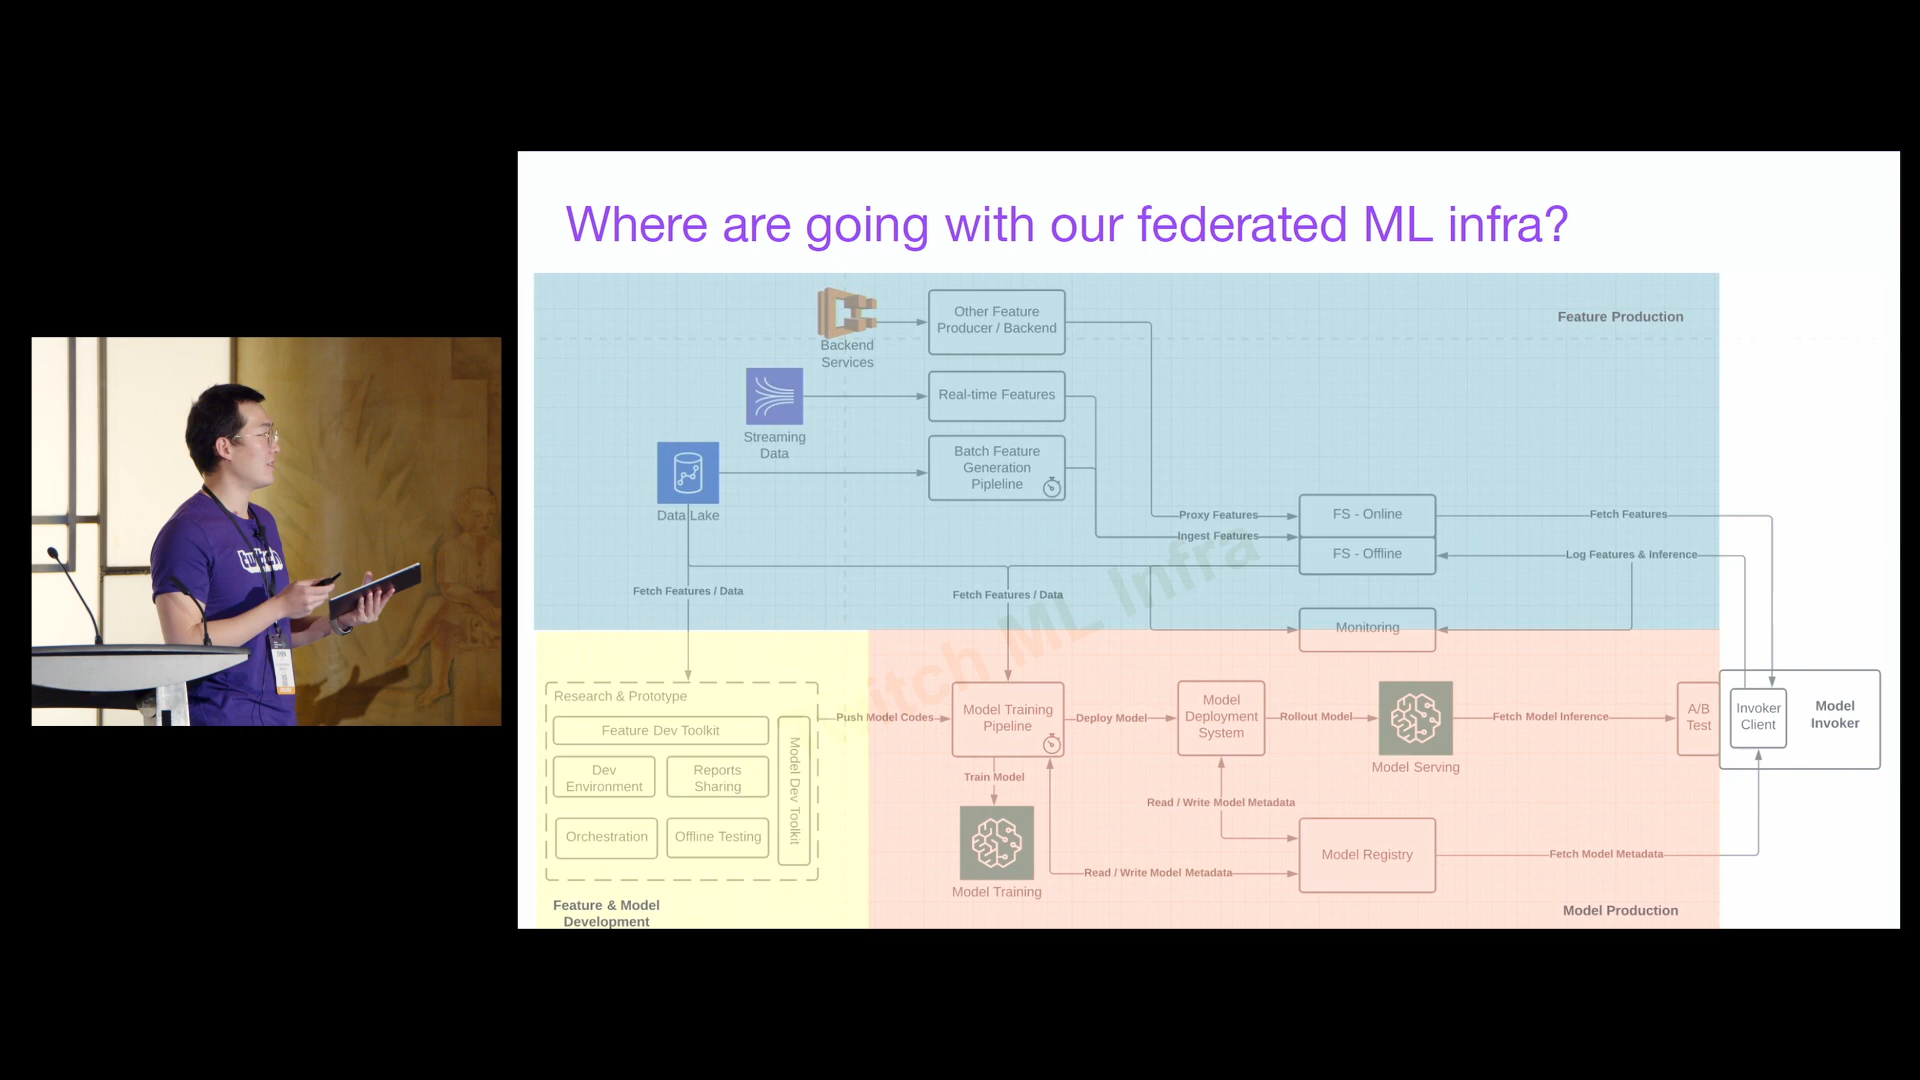 Where are going with our federated ML infra?
Feature Production
Backend
Services
Other Feature
Producer / Backend
Streaming
Data
Real-time Features
Data Lake
Batch Feature
Generation
Pipleline
Proxy Features
Ingest Features
FS - Online
FS - Offline
Fetch Features
Log Features & Inference
Fetch Features / Data
Fetch Features / Data
Monitoring
witch ML Infra
Research & Prototype
Feature Dev Toolkit
Dev
Environment
Reports
Sharing
Orchestration
Offline Testing
Model Dev Toolkit
Feature & Model
Development
Push Model Codes
Model Training
Pipeline
Deploy Model
Model
Deployment
System
Rollout Model
Model Serving
Fetch Model Inference
A/B
Test
Invoker
Client
Model
Invoker
Train Model
Model Training
Read / Write Model Metadata
Read / Write Model Metadata
Model Registry
Fetch Model Metadata
Model Production